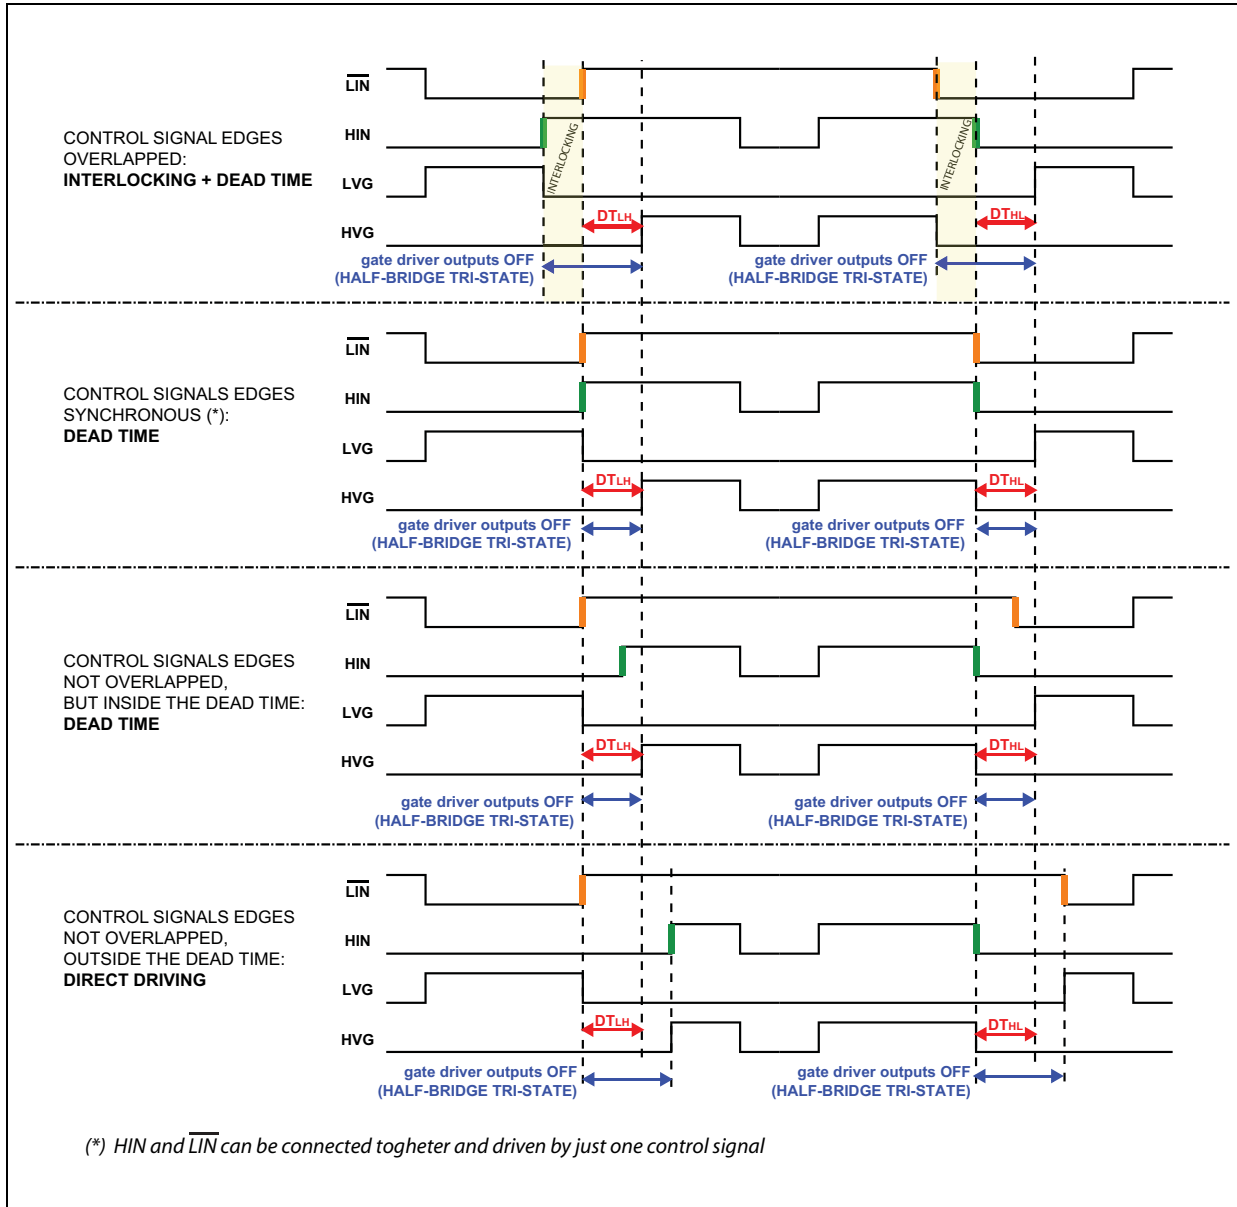 LIN
HIN
INTERLOCKING
INTERLOCKING
CONTROL SIGNAL EDGES
OVERLAPPED:
INTERLOCKING + DEAD TIME
LVG
DTLH
DTHL
HVG
gate driver outputs OFF
(HALF-BRIDGE TRI-STATE)
gate driver outputs OFF
(HALF-BRIDGE TRI-STATE)
LIN
CONTROL SIGNALS EDGES
SYNCHRONOUS (*):
DEAD TIME
HIN
LVG
DTLH
DTHL
HVG
gate driver outputs OFF
(HALF-BRIDGE TRI-STATE)
gate driver outputs OFF
(HALF-BRIDGE TRI-STATE)
LIN
CONTROL SIGNALS EDGES
NOT OVERLAPPED,
BUT INSIDE THE DEAD TIME:
DEAD TIME
HIN
LVG
DTLH
DTHL
HVG
gate driver outputs OFF
(HALF-BRIDGE TRI-STATE)
gate driver outputs OFF
(HALF-BRIDGE TRI-STATE)
LIN
CONTROL SIGNALS EDGES
NOT OVERLAPPED,
OUTSIDE THE DEAD TIME:
DIRECT DRIVING
HIN
LVG
DTLH
DTHL
HVG
gate driver outputs OFF
(HALF-BRIDGE TRI-STATE)
gate driver outputs OFF
(HALF-BRIDGE TRI-STATE)
(*) HIN and LIN can be connected togheter and driven by just one control signal